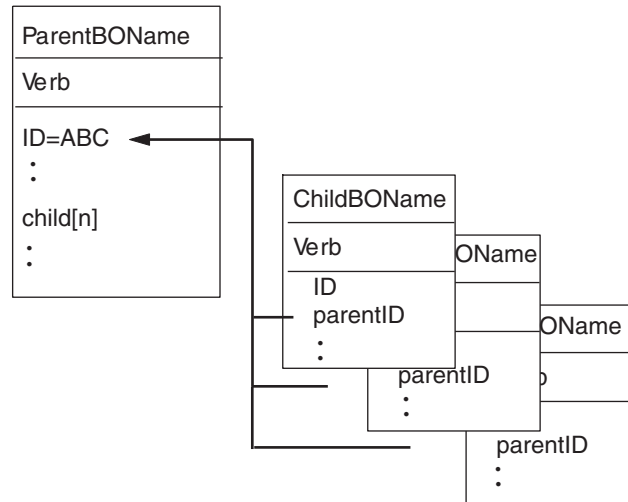 ParentBOName
Verb
ID=ABC
:
child[n]
:
ChildBOName
Verb
ID
parentID
:
OName
parentID
:
OName
parentID
: